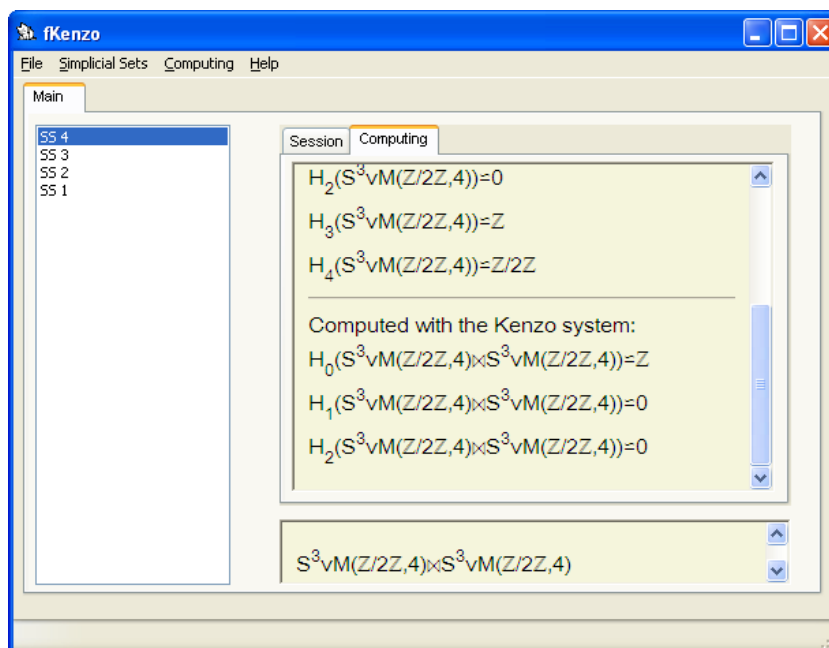 fKenzo
File Simplicial Sets Computing Help
Main
SS 4
SS 3
SS 2
SS 1
Session Computing
H₂(S³vM(ℤ/2ℤ,4))=0
H₃(S³vM(ℤ/2ℤ,4))=ℤ
H₄(S³vM(ℤ/2ℤ,4))=ℤ/2ℤ
Computed with the Kenzo system:
H₀(S³vM(ℤ/2ℤ,4)⋈S³vM(ℤ/2ℤ,4))=ℤ
H₁(S³vM(ℤ/2ℤ,4)⋈S³vM(ℤ/2ℤ,4))=0
H₂(S³vM(ℤ/2ℤ,4)⋈S³vM(ℤ/2ℤ,4))=0
S³vM(ℤ/2ℤ,4)⋈S³vM(ℤ/2ℤ,4)